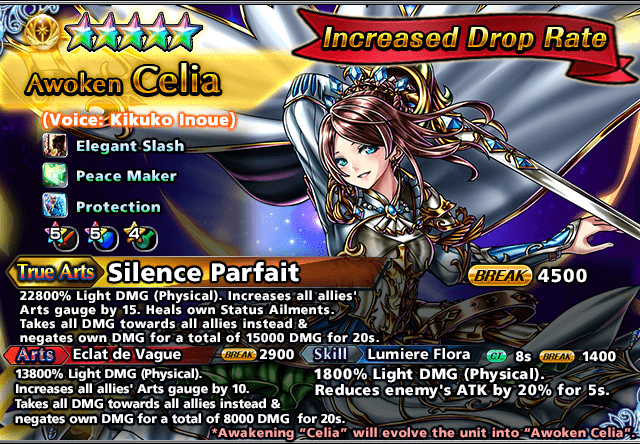 Increased Drop Rate
Awoken Celia
(Voice: Kikuko Inoue)
Elegant Slash
Peace Maker
Protection
5 5 4
True Arts Silence Parfait BREAK 4500
22800% Light DMG (Physical). Increases all allies'
Arts gauge by 15. Heals own Status Ailments.
Takes all DMG towards all allies instead &
negates own DMG for a total of 15000 DMG for 20s.
Arts Eclat de Vague BREAK 2900
13800% Light DMG (Physical).
Increases all allies' Arts gauge by 10.
Takes all DMG towards all allies instead &
negates own DMG for a total of 8000 DMG for 20s.
Skill Lumiere Flora CT 8s BREAK 1400
1800% Light DMG (Physical).
Reduces enemy's ATK by 20% for 5s.
*Awakening "Celia" will evolve the unit into "Awoken Celia"